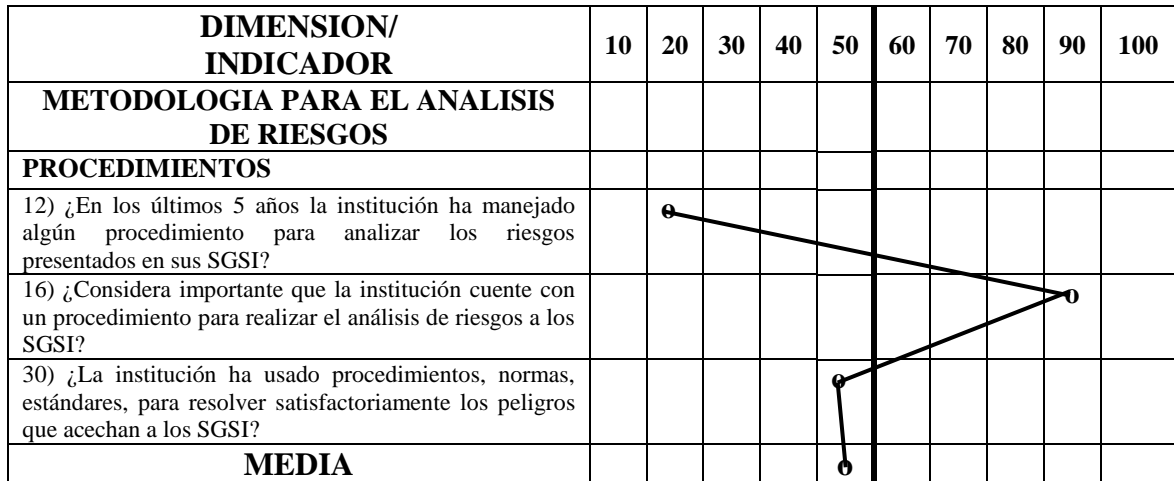 DIMENSION/
INDICADOR
10 20 30 40 50 60 70 80 90 100
METODOLOGIA PARA EL ANALISIS
DE RIESGOS
PROCEDIMIENTOS
12) ¿En los últimos 5 años la institución ha manejado
algún procedimiento para analizar los riesgos
presentados en sus SGSI?
o
16) ¿Considera importante que la institución cuente con
un procedimiento para realizar el análisis de riesgos a los
SGSI?
o
30) ¿La institución ha usado procedimientos, normas,
estándares, para resolver satisfactoriamente los peligros
que acechan a los SGSI?
o
MEDIA
o